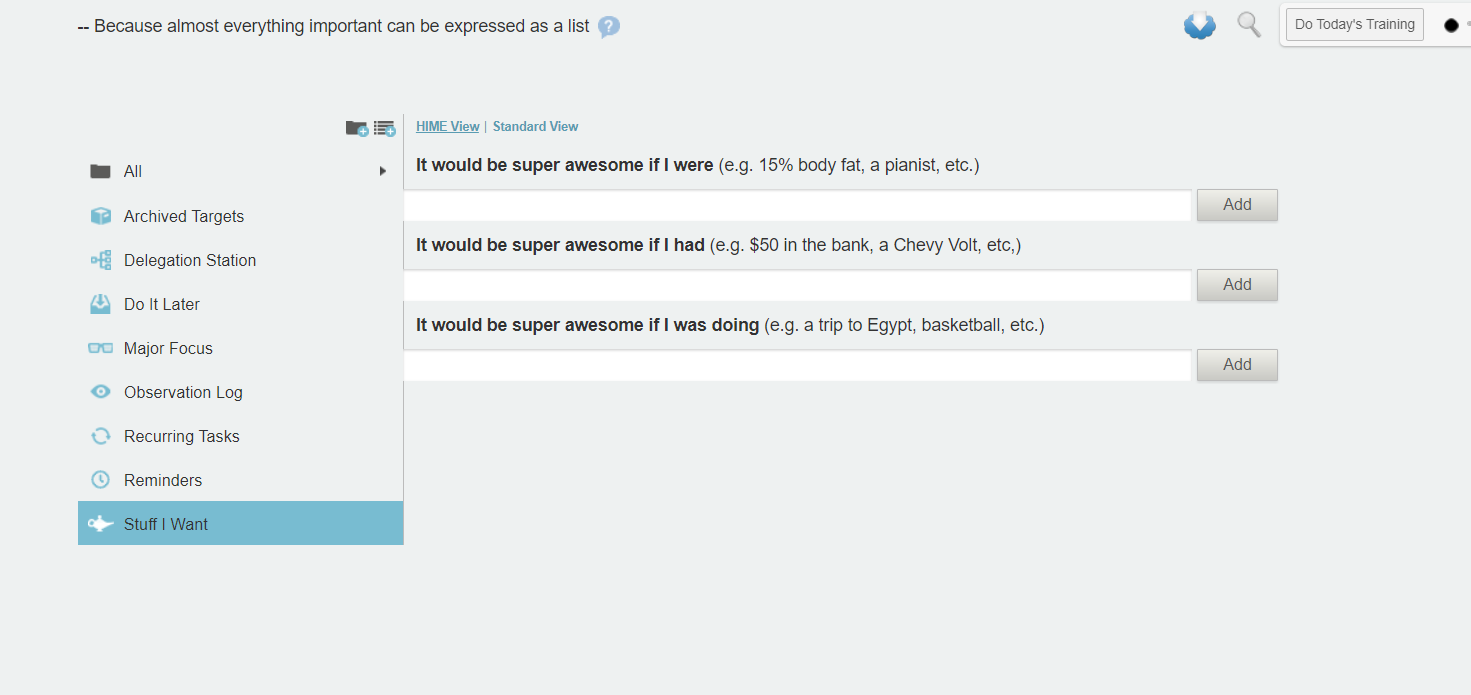 -- Because almost everything important can be expressed as a list ?
Do Today's Training
HIME View | Standard View
All
Archived Targets
Delegation Station
Do It Later
Major Focus
Observation Log
Recurring Tasks
Reminders
Stuff I Want
It would be super awesome if I were (e.g. 15% body fat, a pianist, etc.)
Add
It would be super awesome if I had (e.g. $50 in the bank, a Chevy Volt, etc,)
Add
It would be super awesome if I was doing (e.g. a trip to Egypt, basketball, etc.)
Add